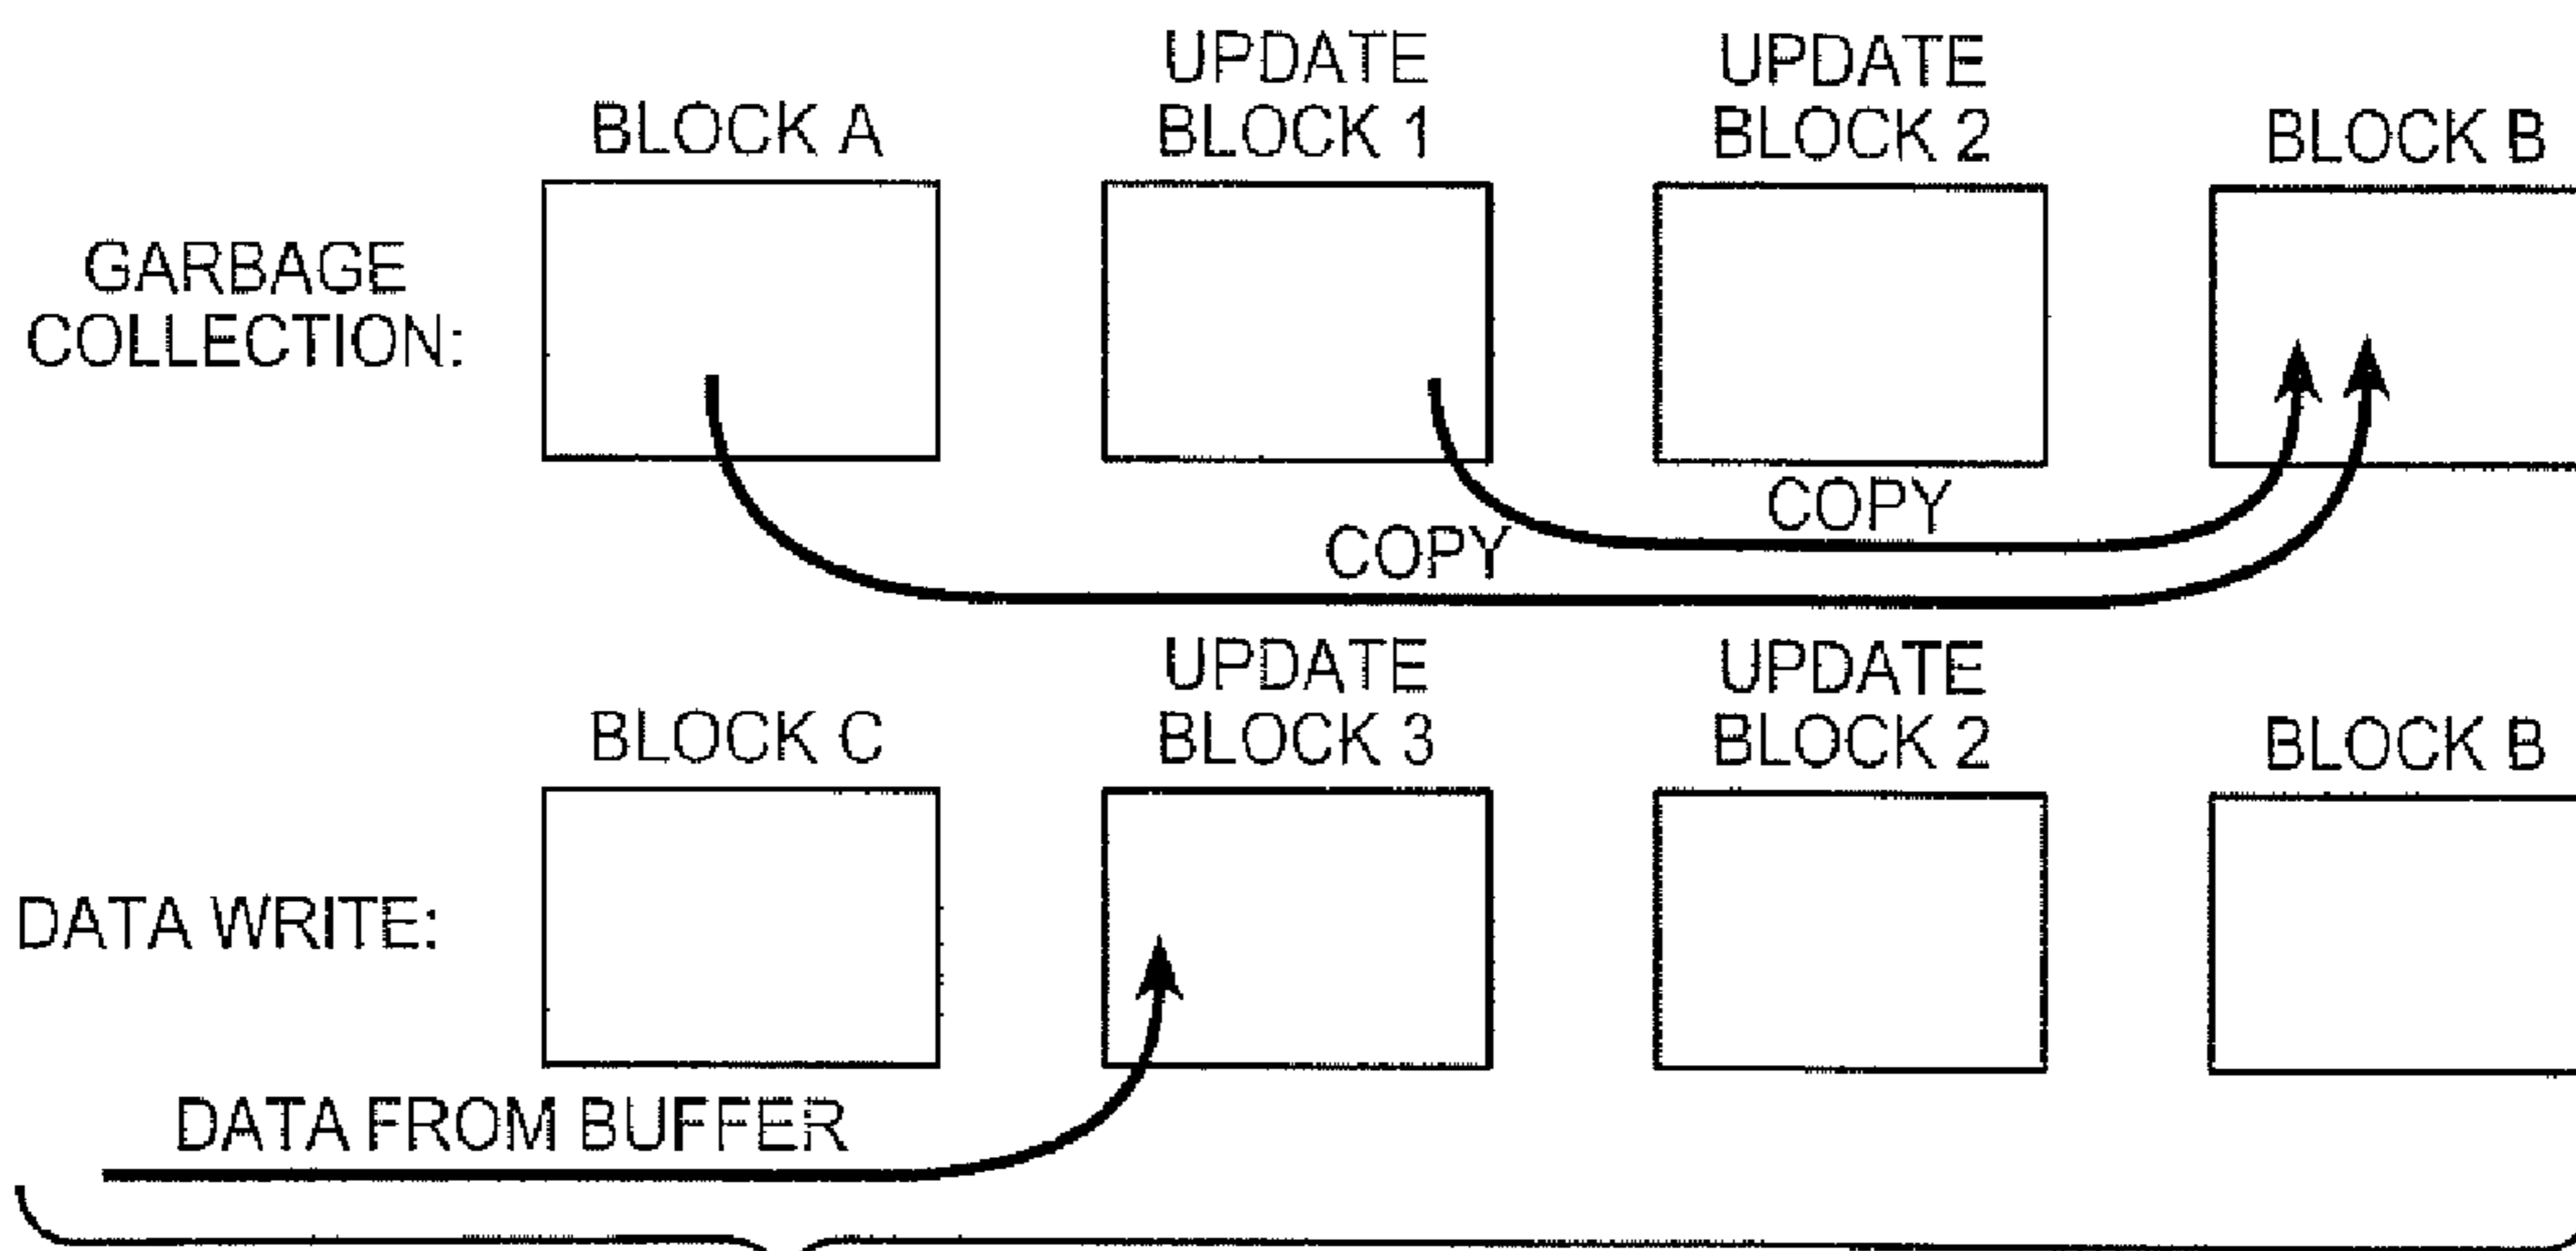 UPDATE
BLOCK 1
UPDATE
BLOCK 2
BLOCK A
BLOCK B
GARBAGE
COLLECTION:
COPY
COPY
UPDATE
BLOCK 3
UPDATE
BLOCK 2
BLOCK C
BLOCK B
DATA WRITE:
DATA FROM BUFFER